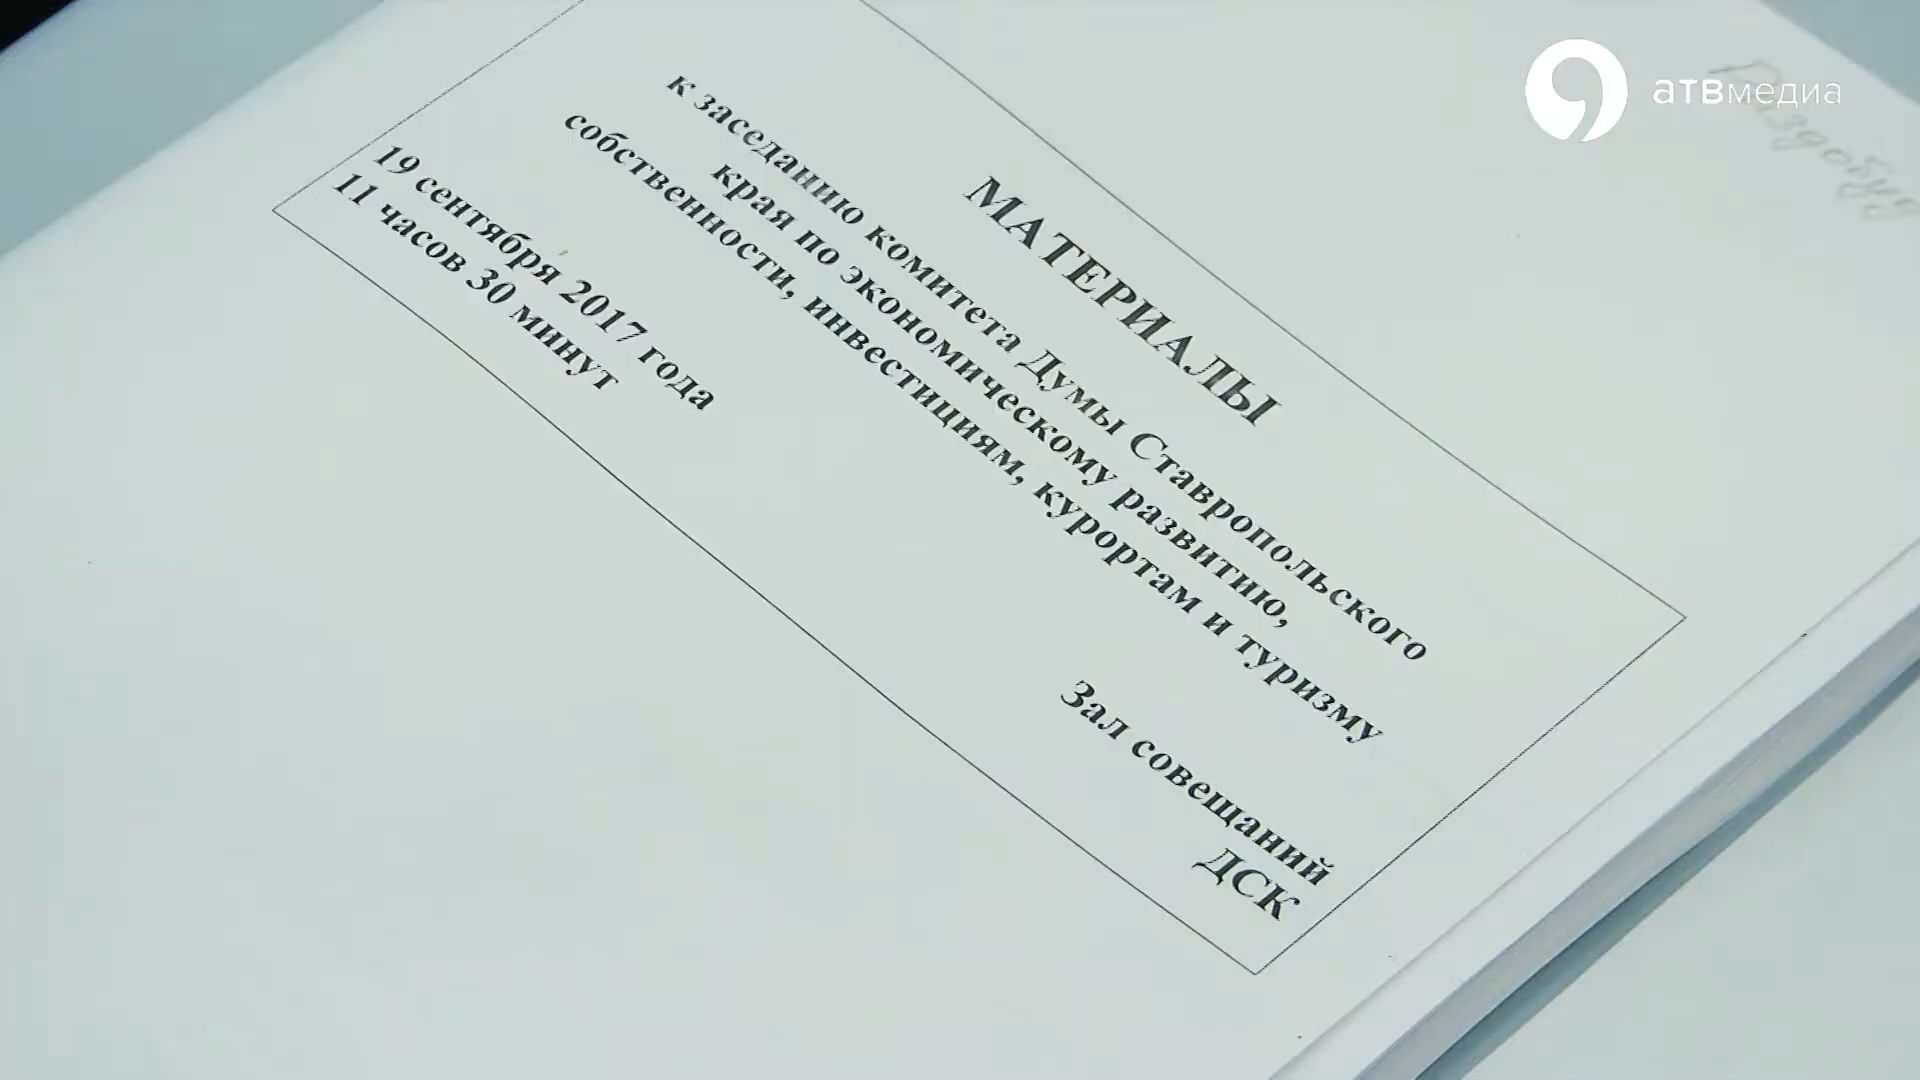 атвмедиа
МАТЕРИАЛЫ
к заседанию комитета Думы Ставропольского
края по экономическому развитию,
собственности, инвестициям, курортам и туризму
19 сентября 2017 года
11 часов 30 минут
Зал совещаний
ДСК